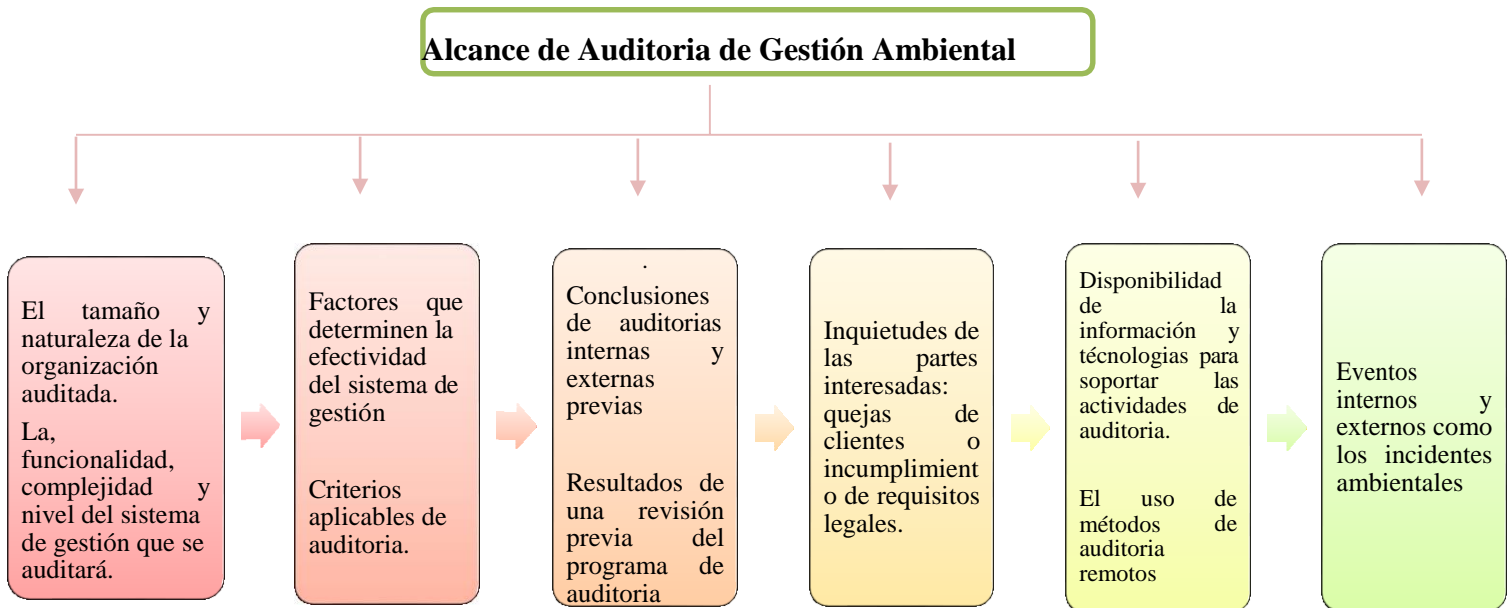 Alcance de Auditoria de Gestión Ambiental
El tamaño y
naturaleza de la
organización
auditada.
La,
funcionalidad,
complejidad y
nivel del sistema
de gestión que se
auditará.
Factores que
determinen la
efectividad
del sistema de
gestión
Criterios
aplicables de
auditoria.
.
Conclusiones
de auditorias
internas y
externas
previas
Resultados de
una revisión
previa del
programa de
auditoria
Inquietudes de
las partes
interesadas:
quejas de
clientes o
incumplimient
o de requisitos
legales.
Disponibilidad
de la
información y
técnologias para
soportar las
actividades de
auditoria.
El uso de
métodos de
auditoria
remotos
Eventos
internos y
externos como
los incidentes
ambientales